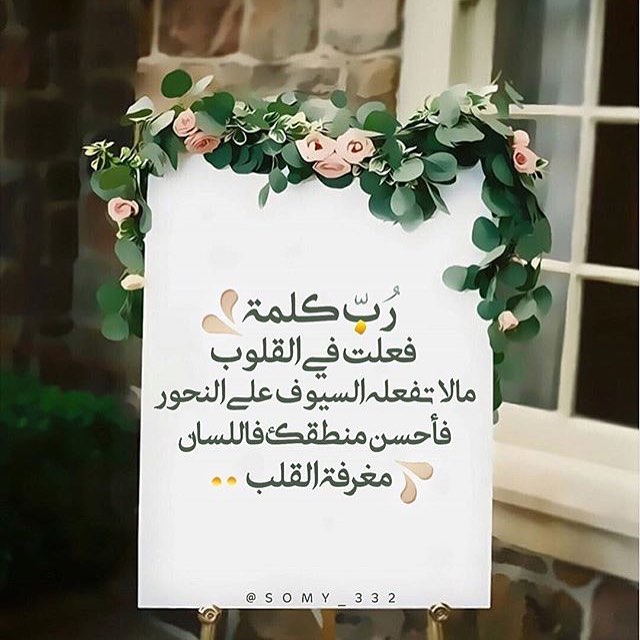 رُبّ كلمة
فعلت في القلوب
مالا تفعله السيوف على النحور
فأحسن منطقك فاللسان
مغرفة القلب ..
@SOMY_332